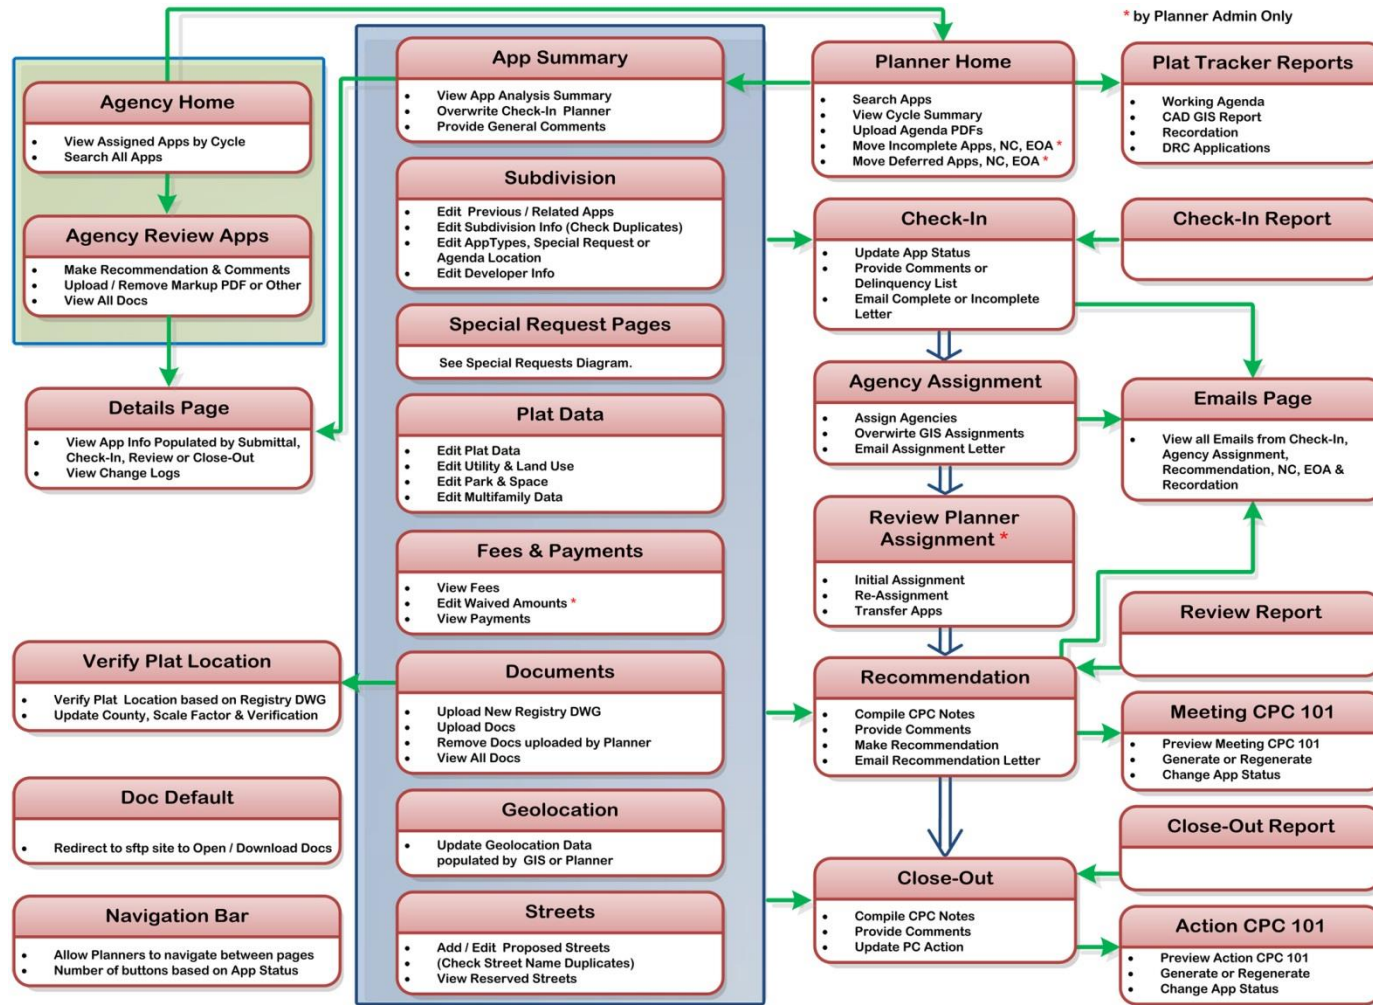 * by Planner Admin Only
Agency Home
• View Assigned Apps by Cycle
• Search All Apps
Agency Review Apps
• Make Recommendation & Comments
• Upload / Remove Markup PDF or Other
• View All Docs
Details Page
• View App Info Populated by Submittal,
Check-In, Review or Close-Out
• View Change Logs
Verify Plat Location
• Verify Plat Location based on Registry DWG
• Update County, Scale Factor & Verification
Doc Default
• Redirect to sftp site to Open / Download Docs
Navigation Bar
• Allow Planners to navigate between pages
• Number of buttons based on App Status
App Summary
• View App Analysis Summary
• Overwrite Check-In Planner
• Provide General Comments
Subdivision
• Edit Previous / Related Apps
• Edit Subdivision Info (Check Duplicates)
• Edit AppTypes, Special Request or
Agenda Location
• Edit Developer Info
Special Request Pages
See Special Requests Diagram.
Plat Data
• Edit Plat Data
• Edit Utility & Land Use
• Edit Park & Space
• Edit Multifamily Data
Fees & Payments
• View Fees
• Edit Waived Amounts *
• View Payments
Documents
• Upload New Registry DWG
• Upload Docs
• Remove Docs uploaded by Planner
• View All Docs
Geolocation
• Update Geolocation Data
populated by GIS or Planner
Streets
• Add / Edit Proposed Streets
• (Check Street Name Duplicates)
• View Reserved Streets
Planner Home
• Search Apps
• View Cycle Summary
• Upload Agenda PDFs
• Move Incomplete Apps, NC, EOA *
• Move Deferred Apps, NC, EOA *
Check-In
• Update App Status
• Provide Comments or
Delinquency List
• Email Complete or Incomplete
Letter
Agency Assignment
• Assign Agencies
• Overwirte GIS Assignments
• Email Assignment Letter
Review Planner
Assignment *
• Initial Assignment
• Re-Assignment
• Transfer Apps
Recommendation
• Compile CPC Notes
• Provide Comments
• Make Recommendation
• Email Recommendation Letter
Close-Out
• Compile CPC Notes
• Provide Comments
• Update PC Action
Plat Tracker Reports
• Working Agenda
• CAD GIS Report
• Recordation
• DRC Applications
Check-In Report
Emails Page
• View all Emails from Check-In,
Agency Assignment,
Recommendation, NC, EOA &
Recordation
Review Report
Meeting CPC 101
• Preview Meeting CPC 101
• Generate or Regenerate
• Change App Status
Close-Out Report
Action CPC 101
• Preview Action CPC 101
• Generate or Regenerate
• Change App Status